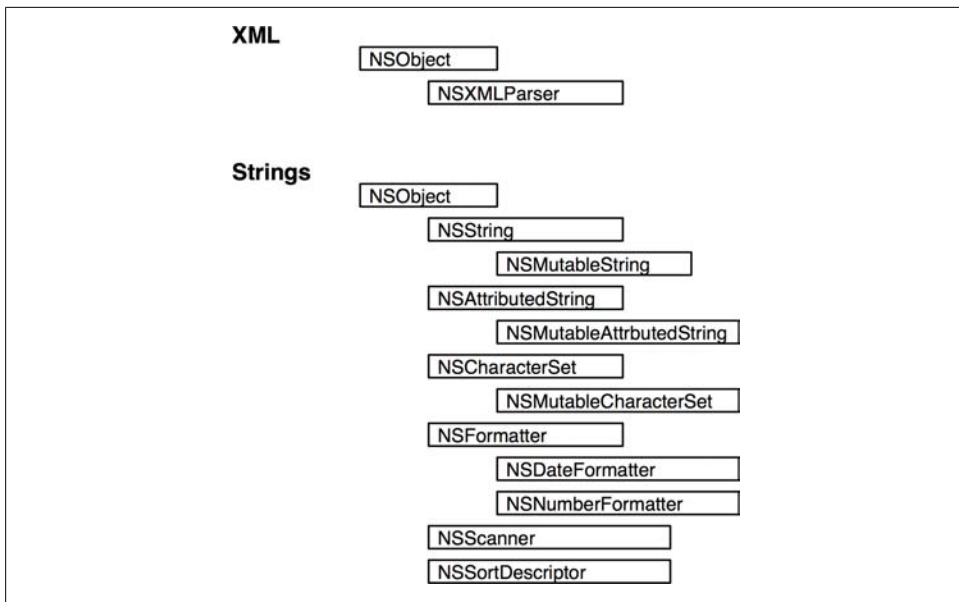 XML
NSObject
NSXMLParser
Strings
NSObject
NSString
NSMutableString
NSAttributedString
NSMutableAttrbutedString
NSCharacterSet
NSMutableCharacterSet
NSFormatter
NSDateFormatter
NSNumberFormatter
NSScanner
NSSortDescriptor